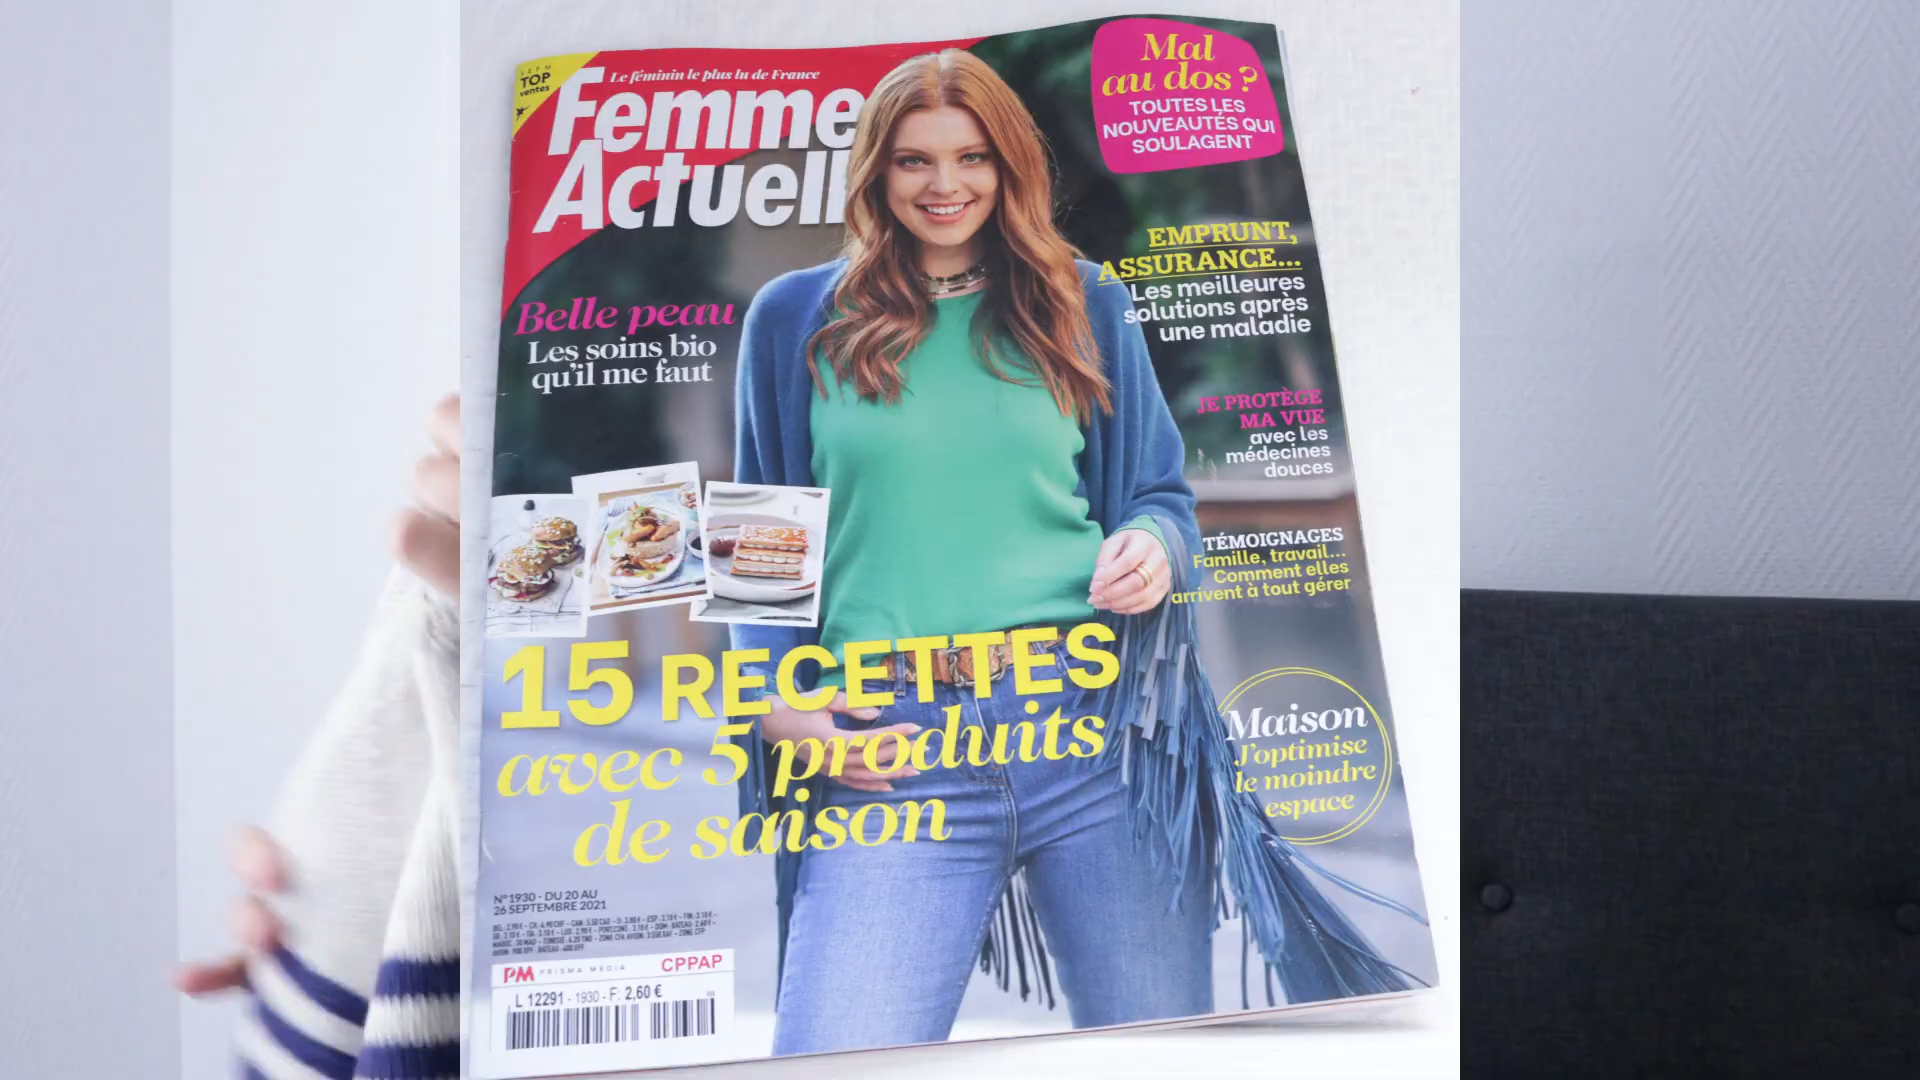 SEPM
TOP
ventes
Le féminin le plus lu de France
Femme
Actuell
Mal
au dos ?
TOUTES LES
NOUVEAUTÉS QUI
SOULAGENT
EMPRUNT,
ASSURANCE...
Les meilleures
solutions après
une maladie
Belle peau
Les soins bio
qu'il me faut
JE PROTÈGE
MA VUE
avec les
médecines
douces
TÉMOIGNAGES
Famille, travail...
Comment elles
arrivent à tout gérer
15 RECETTES
avec 5 produits
de saison
Maison
J'optimise
le moindre
espace
N°1930 - DU 20 AU
26 SEPTEMBRE 2021
PM PRISMA MEDIA CPPAP
L 12291 - 1930 - F: 2,60 €